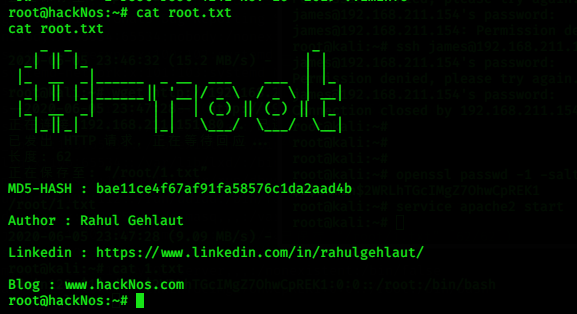 root@hackNos:~# cat root.txt
cat root.txt
#-root
MD5-HASH : bae11ce4f67af91fa58576c1da2aad4b
Author : Rahul Gehlaut
Linkedin : https://www.linkedin.com/in/rahulgehlaut/
Blog : www.hackNos.com
root@hackNos:~#